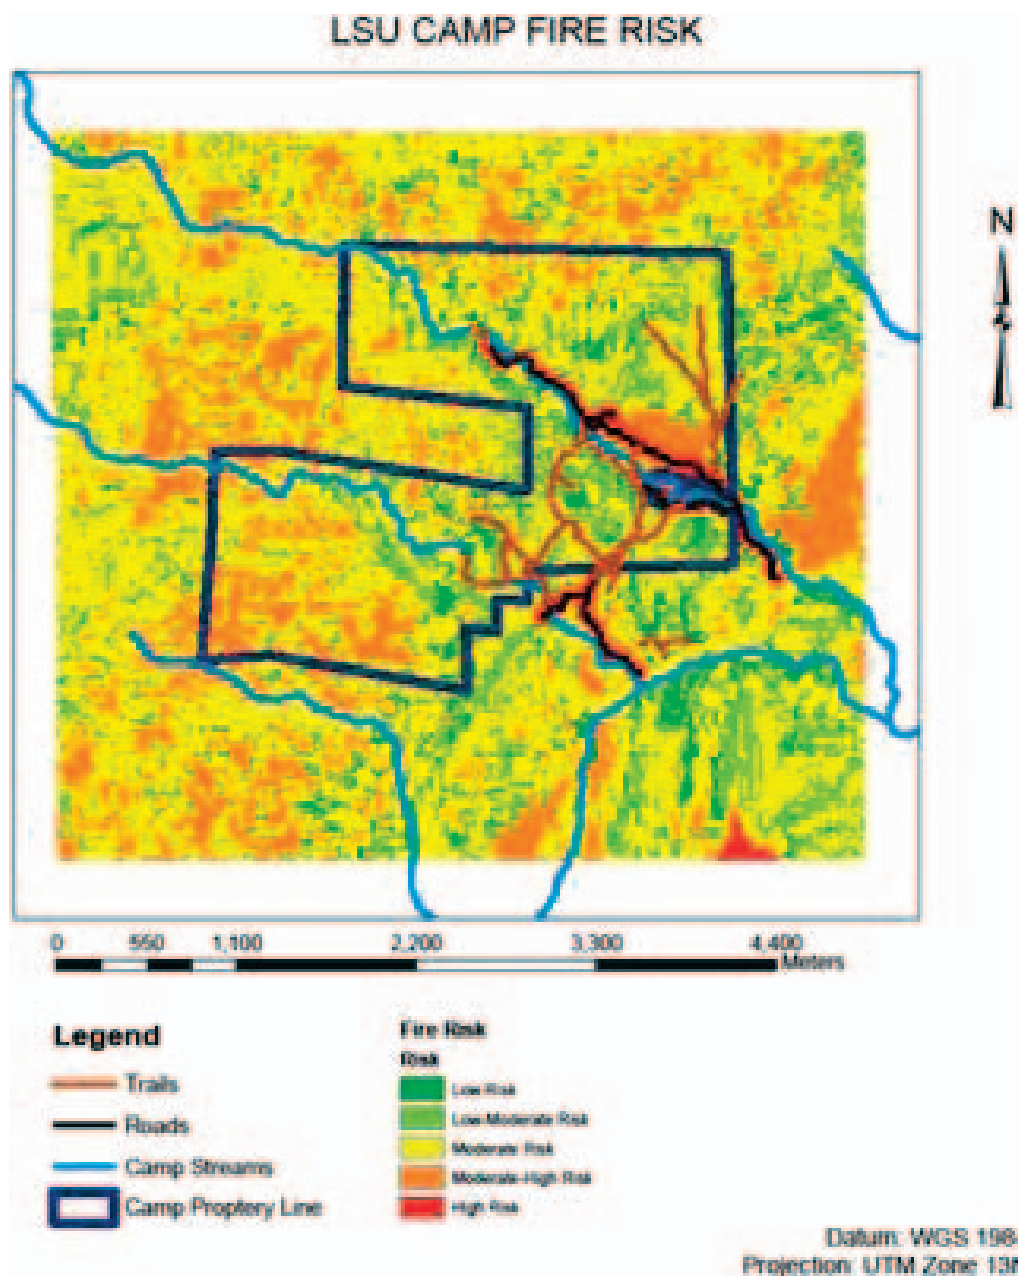 LSU CAMP FIRE RISK
N
0 550 1,100 2,200 3,300 4,400
Meters
Legend
Trails
Roads
Camp Streams
Camp Proptery Line
Fire Risk
Risk
Low Risk
Low-Moderate Risk
Moderate Risk
Moderate-High Risk
High Risk
Datum: WGS 198
Projection: UTM Zone 13